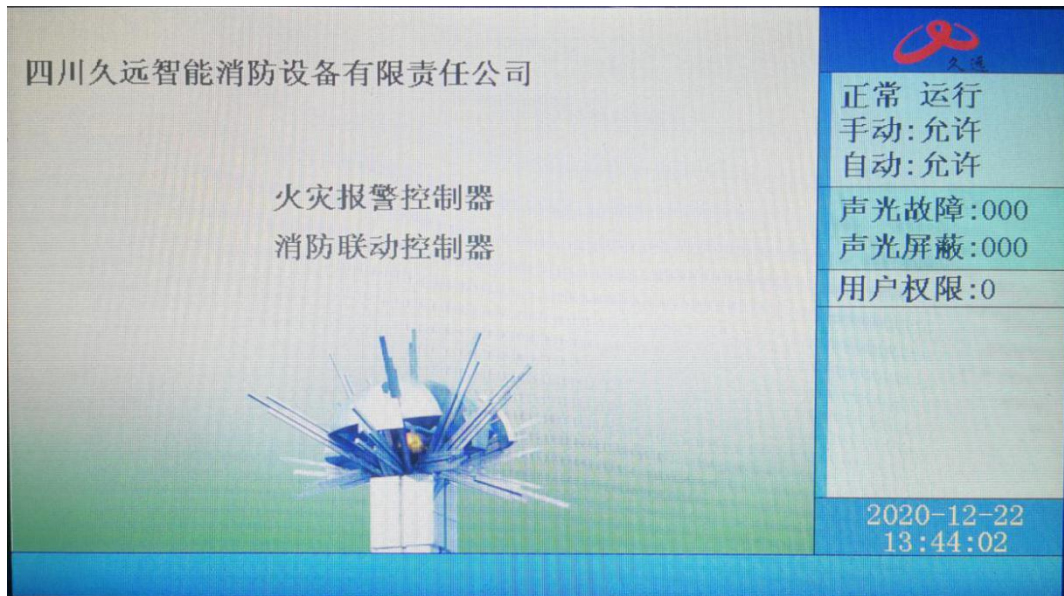 四川久远智能消防设备有限责任公司
火灾报警控制器
消防联动控制器
久远
正常 运行
手动:允许
自动:允许
声光故障:000
声光屏蔽:000
用户权限:0
2020-12-22
13:44:02